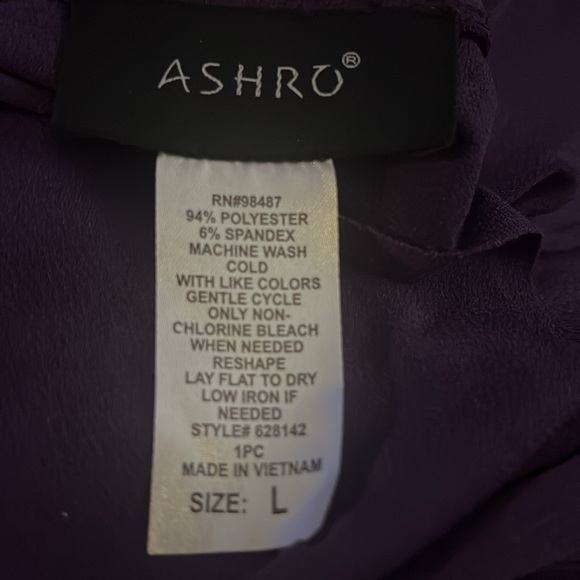 ASHRO®
RN#98487
94% POLYESTER
6% SPANDEX
MACHINE WASH
COLD
WITH LIKE COLORS
GENTLE CYCLE
ONLY NON-
CHLORINE BLEACH
WHEN NEEDED
RESHAPE
LAY FLAT TO DRY
LOW IRON IF
NEEDED
STYLE# 628142
1PC
MADE IN VIETNAM
SIZE: L